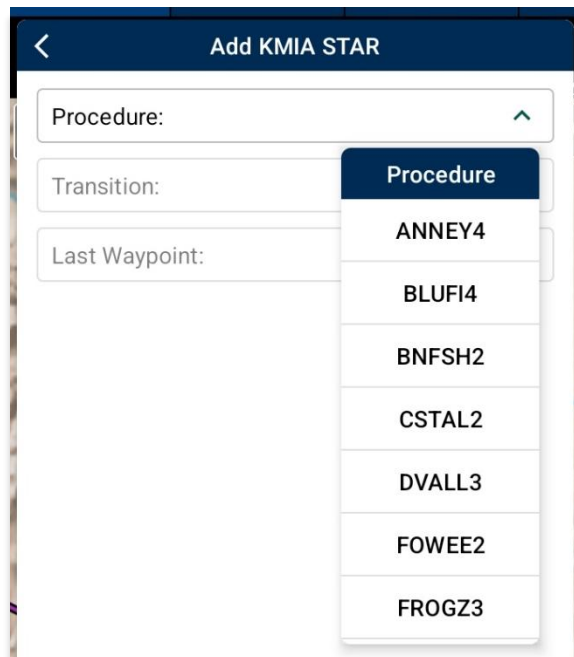 Add KMIA STAR
Procedure:
Transition:
Last Waypoint:
Procedure
ANNEY4
BLUFI4
BNFSH2
CSTAL2
DVALL3
FOWEE2
FROGZ3